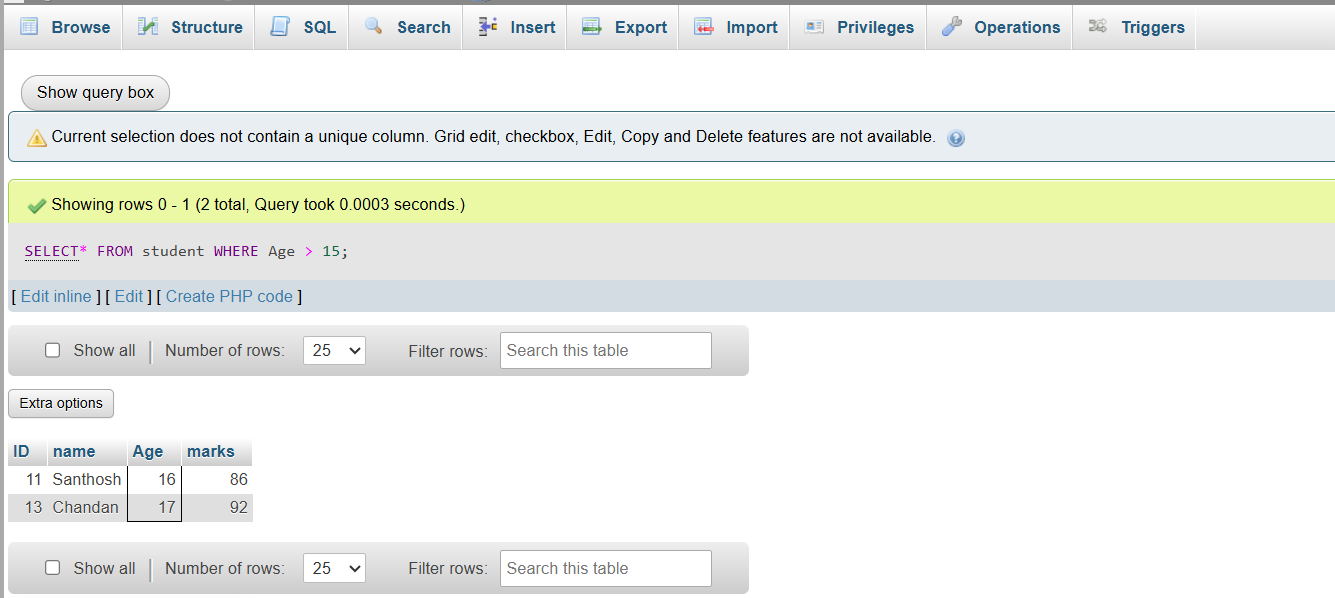 Browse Structure SQL Search Insert Export Import Privileges Operations Triggers
Show query box
Current selection does not contain a unique column. Grid edit, checkbox, Edit, Copy and Delete features are not available.
Showing rows 0 - 1 (2 total, Query took 0.0003 seconds.)
SELECT* FROM student WHERE Age > 15;
[ Edit inline ] [ Edit ] [ Create PHP code ]
Show all Number of rows: 25 Filter rows: Search this table
Extra options
ID name Age marks
11 Santhosh 16 86
13 Chandan 17 92
Show all Number of rows: 25 Filter rows: Search this table